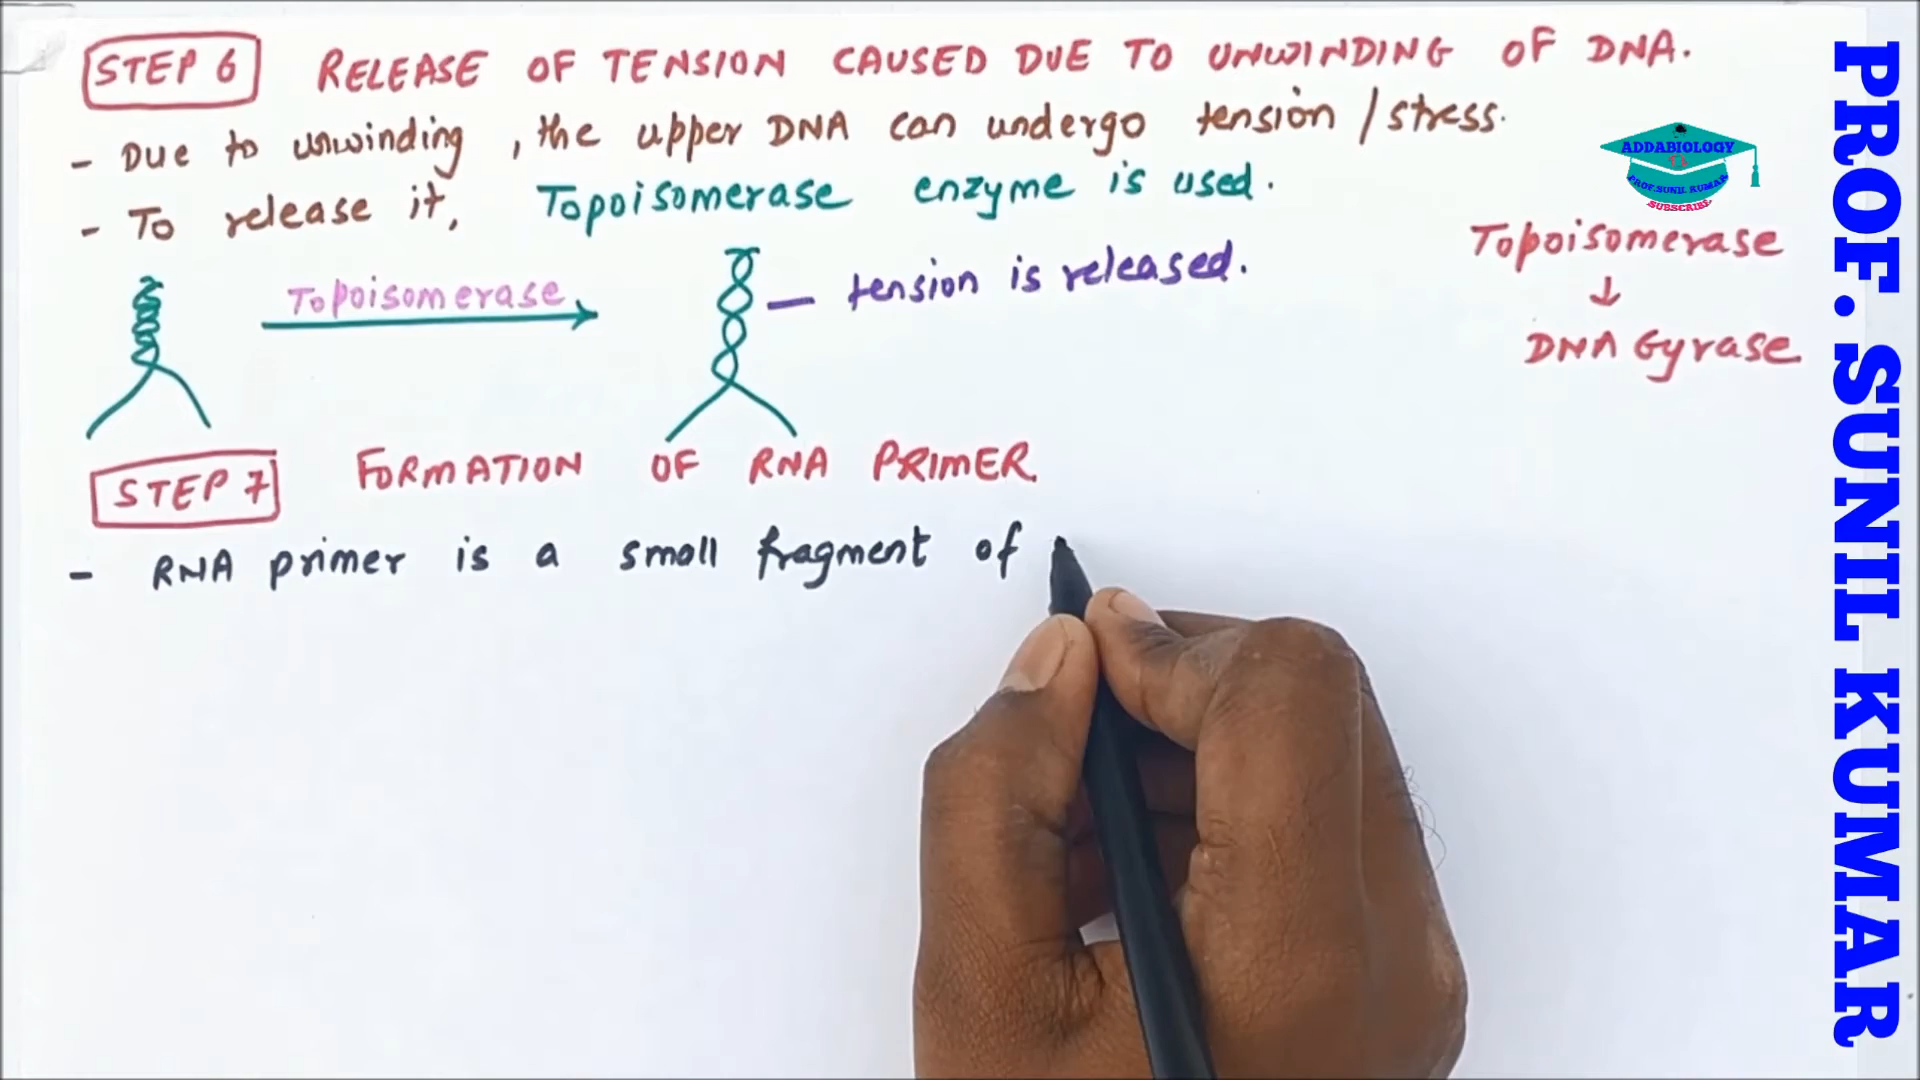 STEP 6 RELEASE OF TENSION CAUSED DUE TO UNWINDING OF DNA.
- Due to unwinding, the upper DNA can undergo tension / stress.
- To release it, Topoisomerase enzyme is used.
ADDABIOLOGY
PROF.SUNIL KUMAR
SUBSCRIBE
Topoisomerase
↓
DNA Gyrase
Topoisomerase
— tension is released.
STEP 7 FORMATION OF RNA PRIMER
- RNA primer is a small fragment of
PROF. SUNIL KUMAR